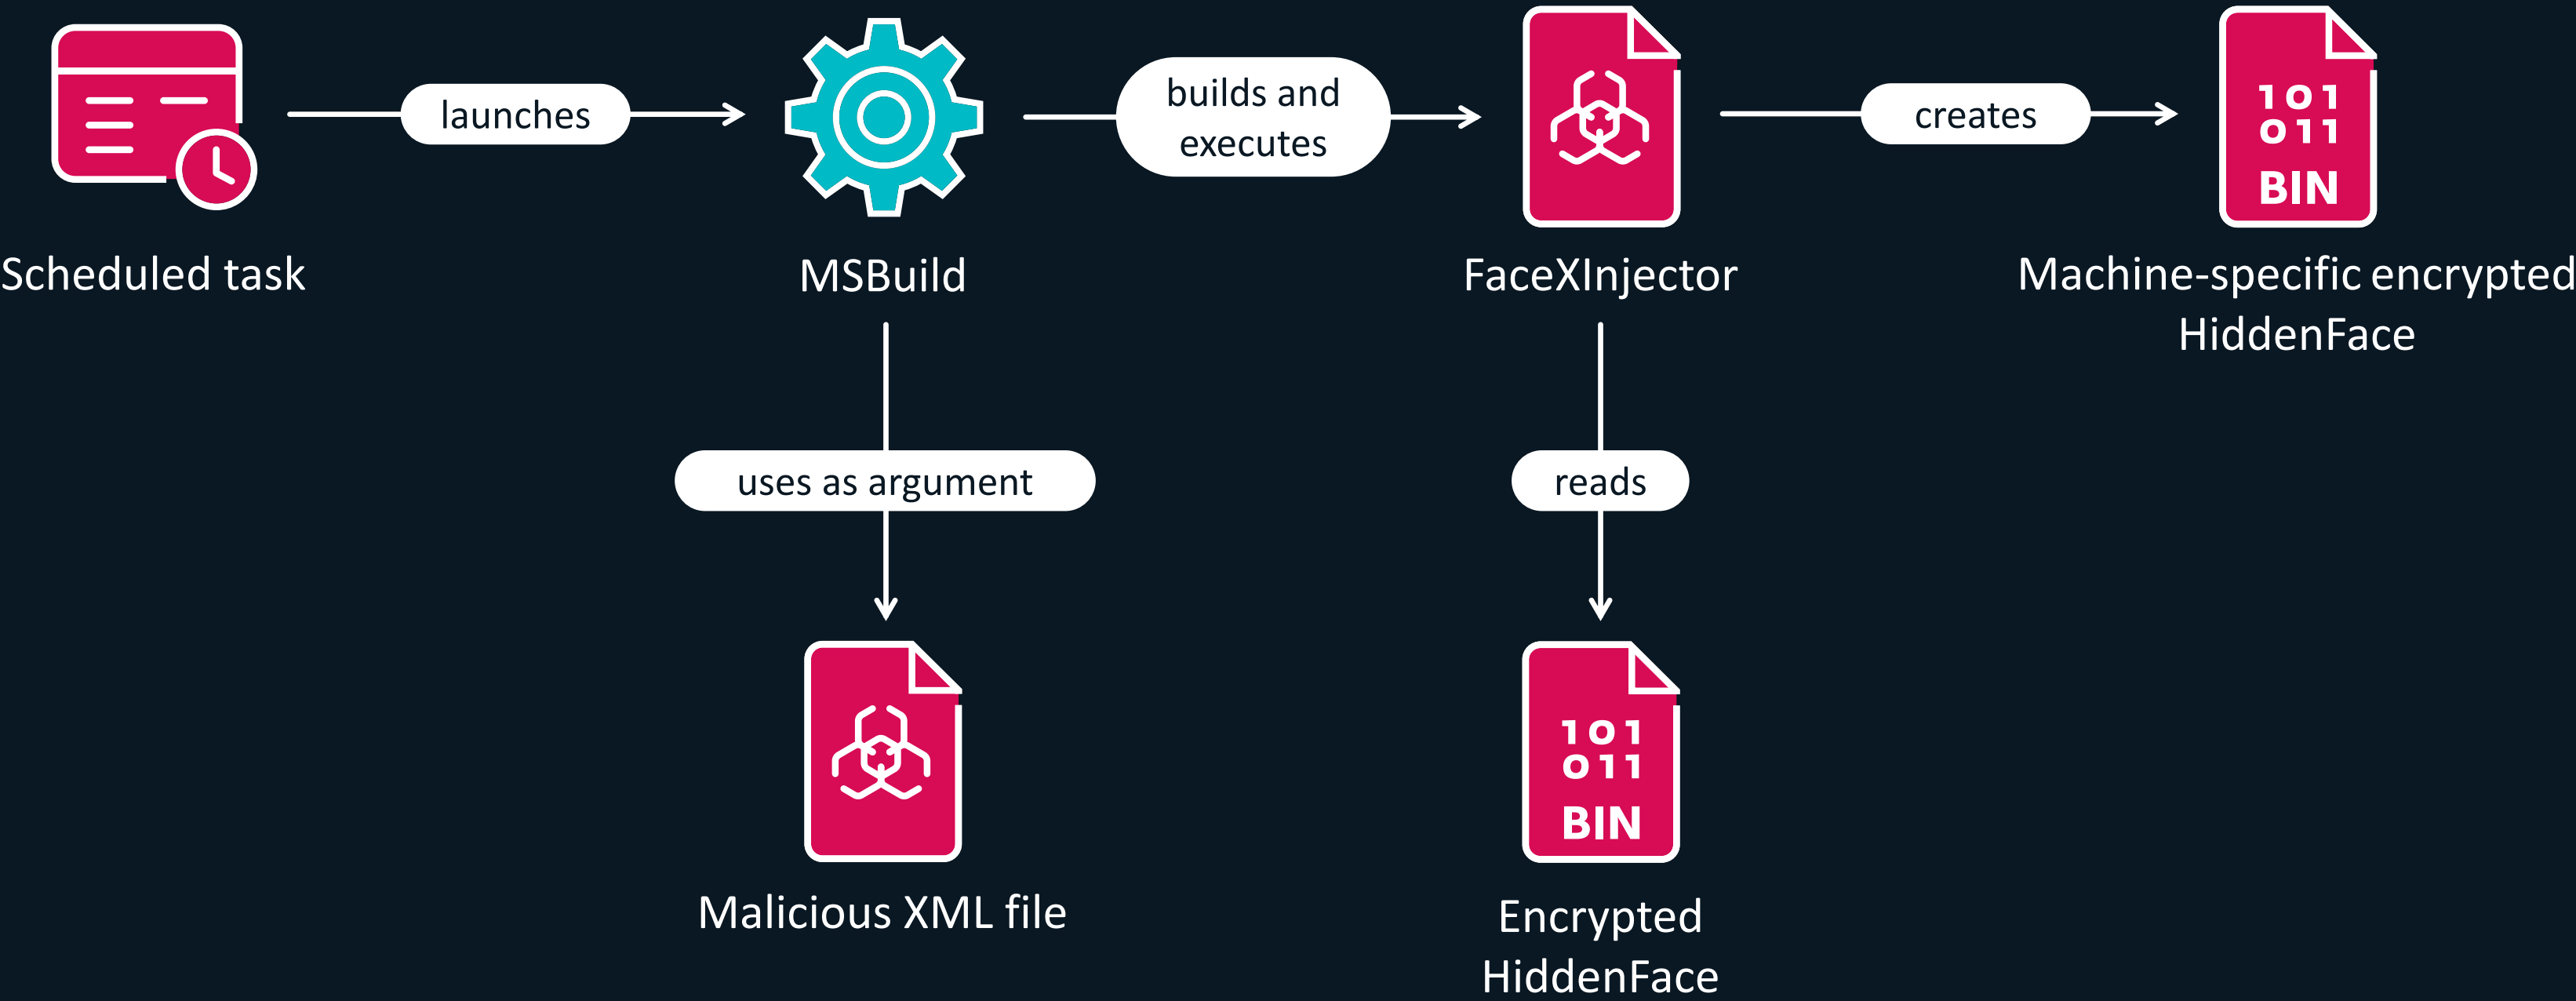 launches
builds and
executes
creates
101
011
BIN
Scheduled task
MSBuild
FaceXInjector
Machine-specific encrypted
HiddenFace
uses as argument
reads
101
011
BIN
Malicious XML file
Encrypted
HiddenFace